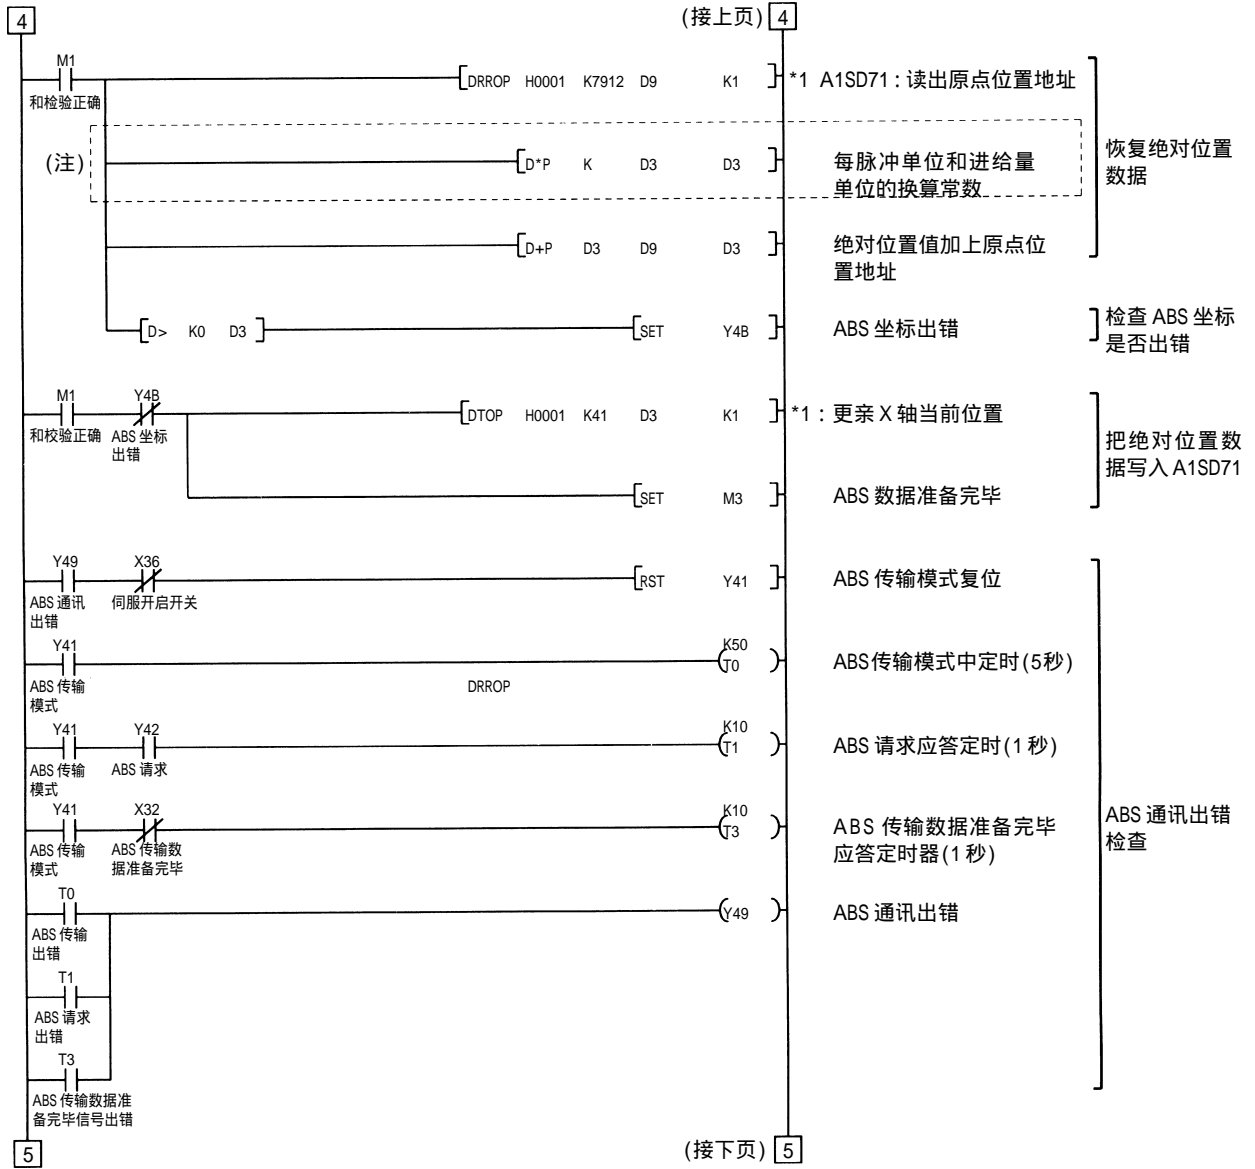 4
(接上页) 4
M1
和检验正确
DRROP H0001 K7912 D9 K1
*1 A1SD71 : 读出原点位置地址
(注)
D*P K D3 D3
每脉冲单位和进给量
单位的换算常数
恢复绝对位置
数据
D+P D3 D9 D3
绝对位置值加上原点位
置地址
D> K0 D3
SET Y4B
ABS 坐标出错
检查 ABS 坐标
是否出错
M1
和校验正确
Y4B
ABS 坐标
出错
DTOP H0001 K41 D3 K1
*1 : 更亲 X 轴当前位置
SET M3
ABS 数据准备完毕
把绝对位置数
据写入 A1SD71
Y49
ABS 通讯
出错
X36
伺服开启开关
RST Y41
ABS 传输模式复位
Y41
ABS 传输
模式
DRROP
K50
T0
ABS传输模式中定时(5秒)
Y41
ABS 传输
模式
Y42
ABS 请求
K10
T1
ABS 请求应答定时(1 秒)
Y41
ABS 传输
模式
X32
ABS 传输数
据准备完毕
K10
T3
ABS 传输数据准备完毕
应答定时器(1 秒)
ABS 通讯出错
检查
T0
ABS 传输
出错
Y49
ABS 通讯出错
T1
ABS 请求
出错
T3
ABS 传输数据准
备完毕信号出错
5
(接下页) 5